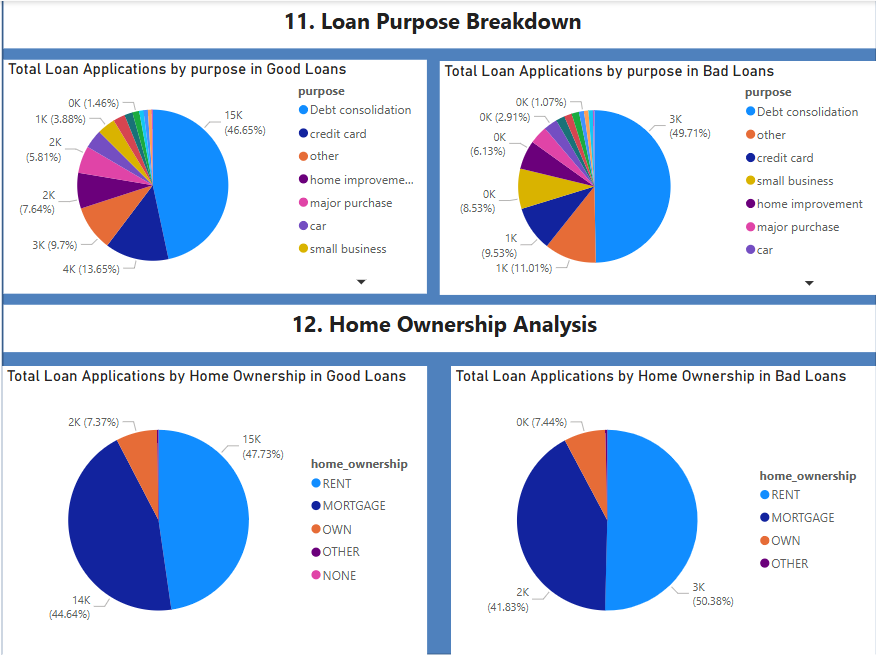 11. Loan Purpose Breakdown
Total Loan Applications by purpose in Good Loans
0K (1.46%)
1K (3.88%)
2K
(5.81%)
2K
(7.64%)
3K (9.7%)
4K (13.65%)
15K
(46.65%)
purpose
Debt consolidation
credit card
other
home improveme...
major purchase
car
small business
Total Loan Applications by purpose in Bad Loans
0K (1.07%)
0K (2.91%)
0K
(6.13%)
0K
(8.53%)
1K
(9.53%)
1K (11.01%)
3K
(49.71%)
purpose
Debt consolidation
other
credit card
small business
home improvement
major purchase
car
12. Home Ownership Analysis
Total Loan Applications by Home Ownership in Good Loans
2K (7.37%)
15K
(47.73%)
14K
(44.64%)
home_ownership
RENT
MORTGAGE
OWN
OTHER
NONE
Total Loan Applications by Home Ownership in Bad Loans
0K (7.44%)
2K
(41.83%)
3K
(50.38%)
home_ownership
RENT
MORTGAGE
OWN
OTHER